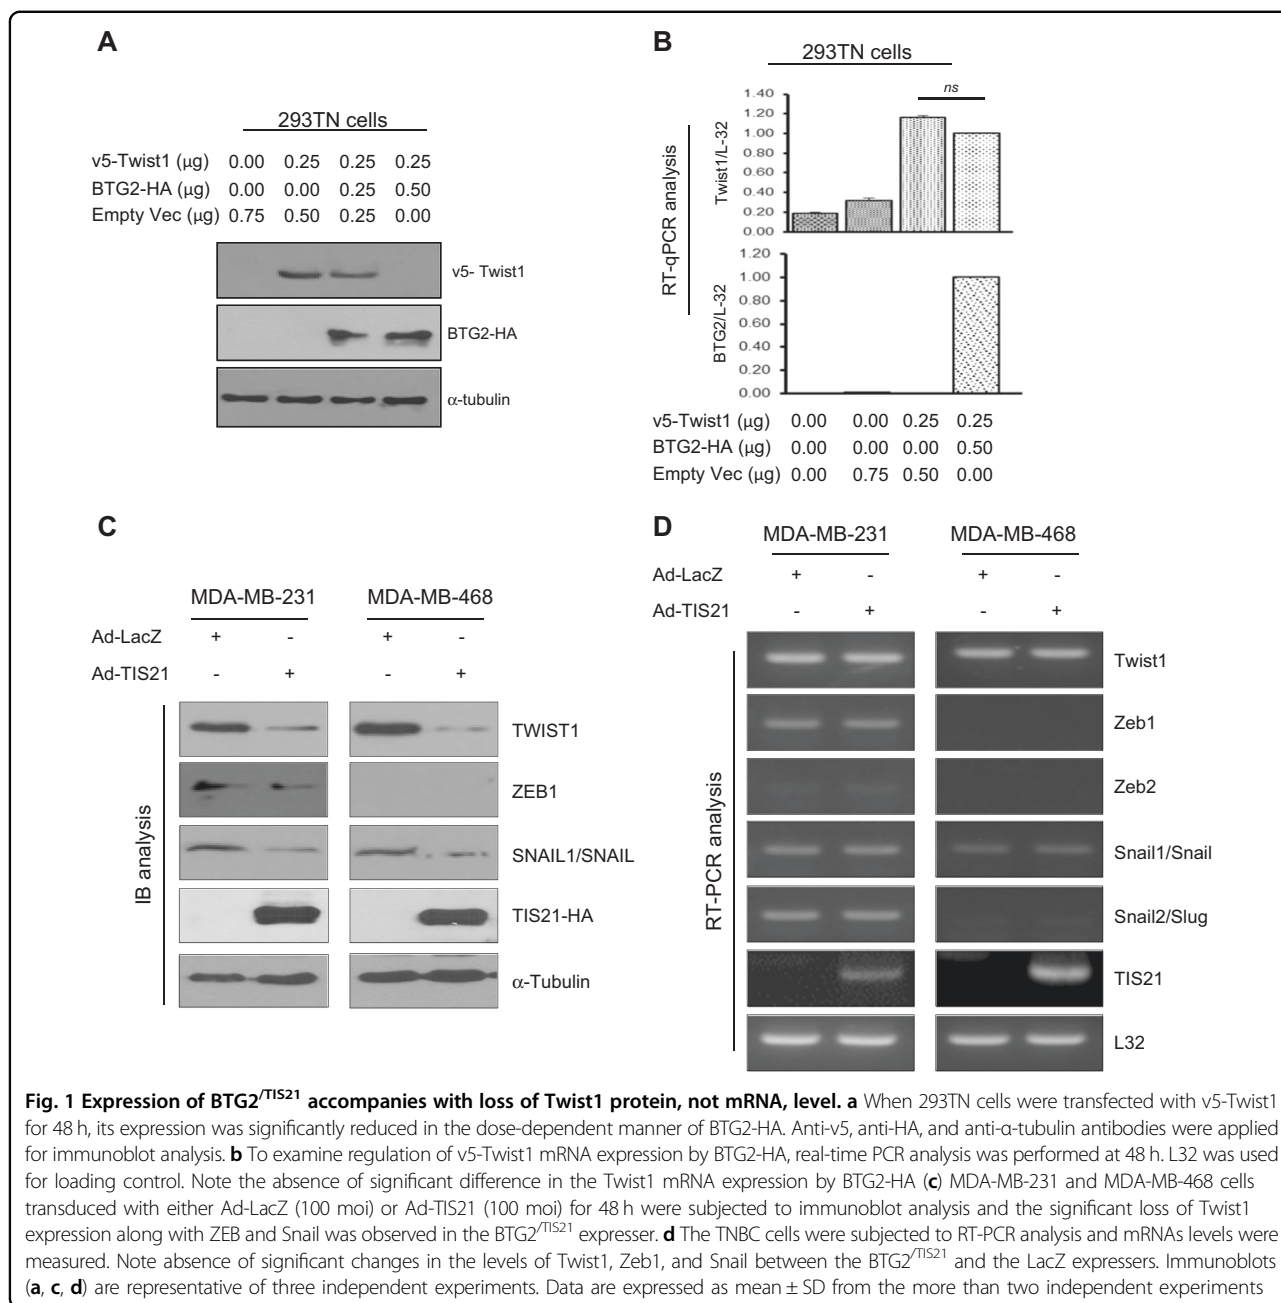 A
293TN cells
v5-Twist1 (μg) 0.00 0.25 0.25 0.25
BTG2-HA (μg) 0.00 0.00 0.25 0.50
Empty Vec (μg) 0.75 0.50 0.25 0.00
v5- Twist1
BTG2-HA
α-tubulin
B
293TN cells
RT-qPCR analysis
Twist1/L-32
1.40
1.20
1.00
0.80
0.60
0.40
0.20
0.00
ns
BTG2/L-32
1.20
1.00
0.80
0.60
0.40
0.20
0.00
v5-Twist1 (μg) 0.00 0.00 0.25 0.25
BTG2-HA (μg) 0.00 0.00 0.00 0.50
Empty Vec (μg) 0.00 0.75 0.50 0.00
C
MDA-MB-231 MDA-MB-468
Ad-LacZ + - + -
Ad-TIS21 - + - +
IB analysis
TWIST1
ZEB1
SNAIL1/SNAIL
TIS21-HA
α-Tubulin
D
MDA-MB-231 MDA-MB-468
Ad-LacZ + - + -
Ad-TIS21 - + - +
RT-PCR analysis
Twist1
Zeb1
Zeb2
Snail1/Snail
Snail2/Slug
TIS21
L32
Fig. 1 Expression of BTG2/TIS21 accompanies with loss of Twist1 protein, not mRNA, level. a When 293TN cells were transfected with v5-Twist1
for 48 h, its expression was significantly reduced in the dose-dependent manner of BTG2-HA. Anti-v5, anti-HA, and anti-α-tubulin antibodies were applied
for immunoblot analysis. b To examine regulation of v5-Twist1 mRNA expression by BTG2-HA, real-time PCR analysis was performed at 48 h. L32 was used
for loading control. Note the absence of significant difference in the Twist1 mRNA expression by BTG2-HA (c) MDA-MB-231 and MDA-MB-468 cells
transduced with either Ad-LacZ (100 moi) or Ad-TIS21 (100 moi) for 48 h were subjected to immunoblot analysis and the significant loss of Twist1
expression along with ZEB and Snail was observed in the BTG2/TIS21 expresser. d The TNBC cells were subjected to RT-PCR analysis and mRNAs levels were
measured. Note absence of significant changes in the levels of Twist1, Zeb1, and Snail between the BTG2/TIS21 and the LacZ expressers. Immunoblots
(a, c, d) are representative of three independent experiments. Data are expressed as mean ± SD from the more than two independent experiments